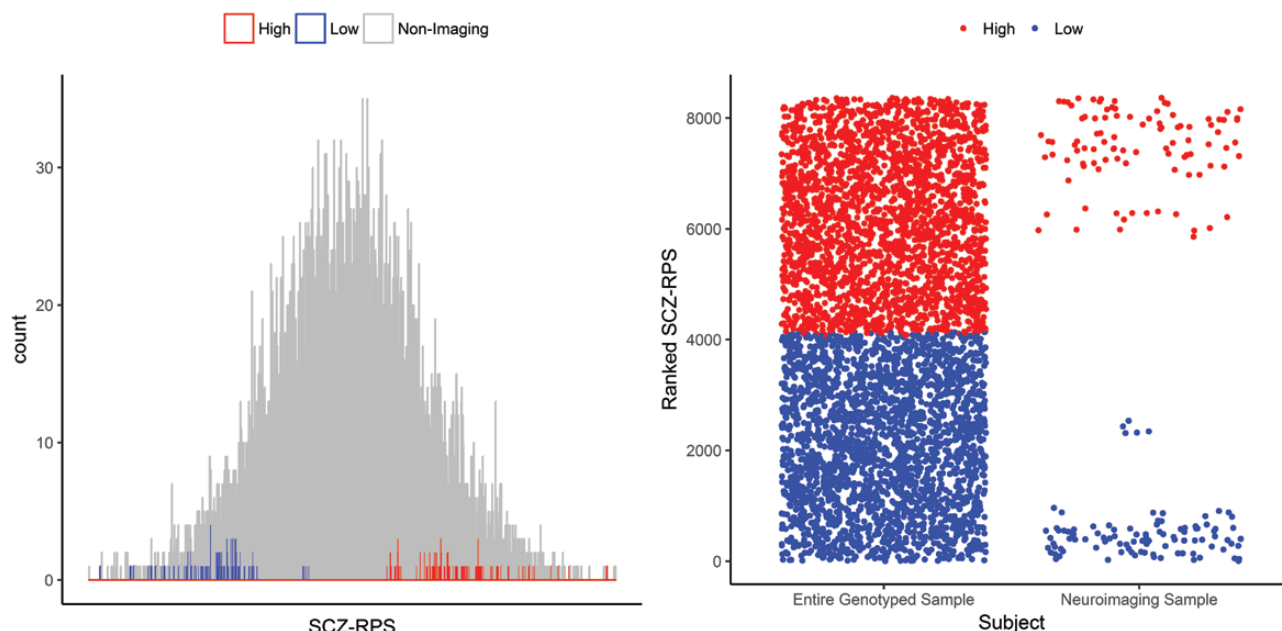 High Low Non-Imaging
count
30
20
10
0
SCZ-RPS
High Low
Ranked SCZ-RPS
8000
6000
4000
2000
0
Entire Genotyped Sample Neuroimaging Sample
Subject